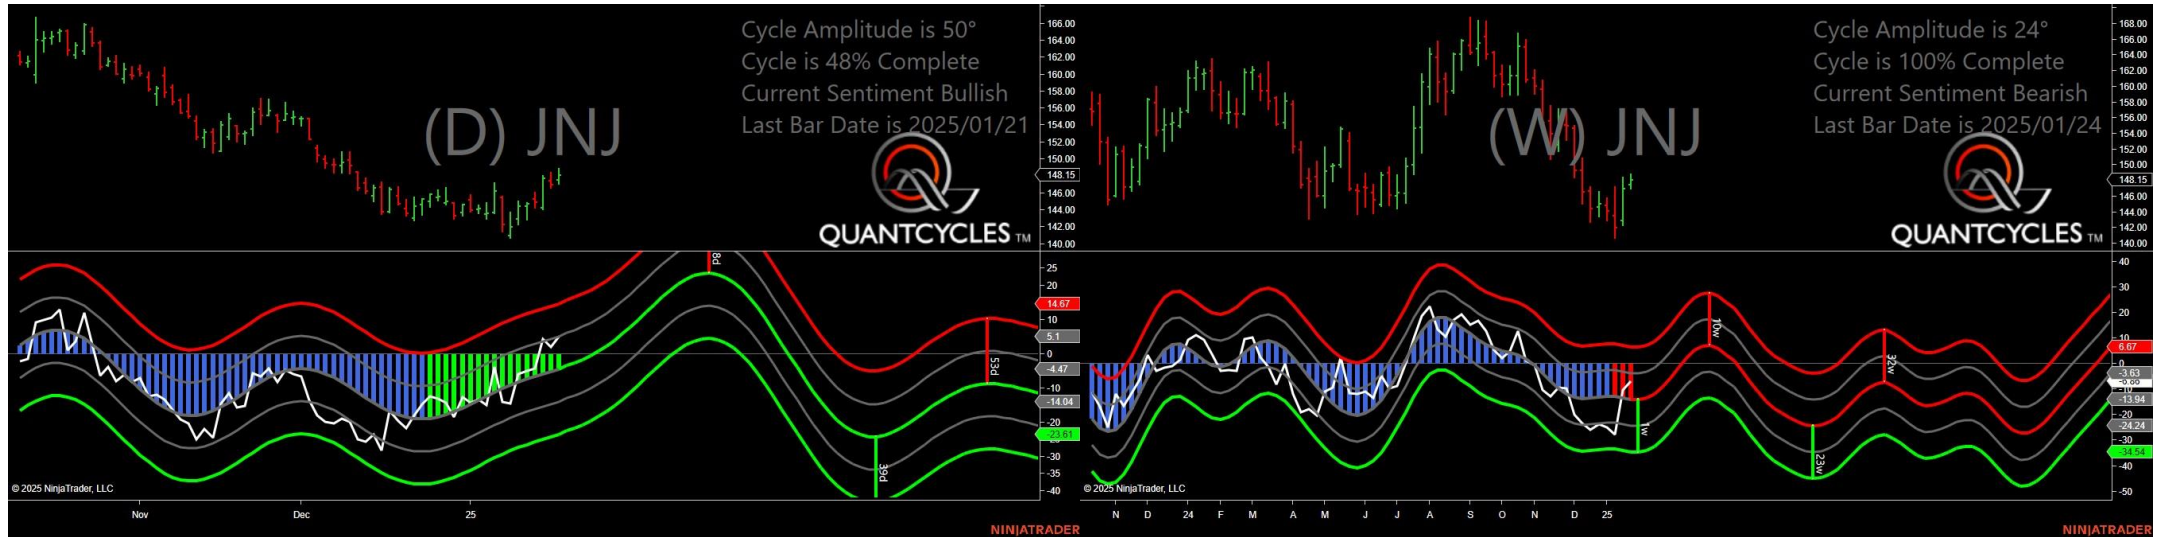 Cycle Amplitude is 50°
Cycle is 48% Complete
Current Sentiment Bullish
Last Bar Date is 2025/01/21
(D) JNJ
QUANTCYCLES TM
166.00
164.00
162.00
160.00
158.00
156.00
154.00
152.00
150.00
148.15
146.00
144.00
142.00
140.00
8d
25
20
14.67
10
5.1
0
-4.47
-10
-14.04
-20
-23.61
-30
-35
-40
53d
39d
© 2025 NinjaTrader, LLC
Nov
Dec
25
NINJATRADER
Cycle Amplitude is 24°
Cycle is 100% Complete
Current Sentiment Bearish
Last Bar Date is 2025/01/24
(W) JNJ
QUANTCYCLES TM
168.00
166.00
164.00
162.00
160.00
158.00
156.00
154.00
152.00
150.00
148.15
146.00
144.00
142.00
140.00
40
30
20
10
6.67
0
-3.63
-6.86
-13.94
-20
-24.24
-30
-34.54
-40
-50
10w
32w
1w
23w
© 2025 NinjaTrader, LLC
N D 24 F M A M J J A S O N D 25
NINJATRADER